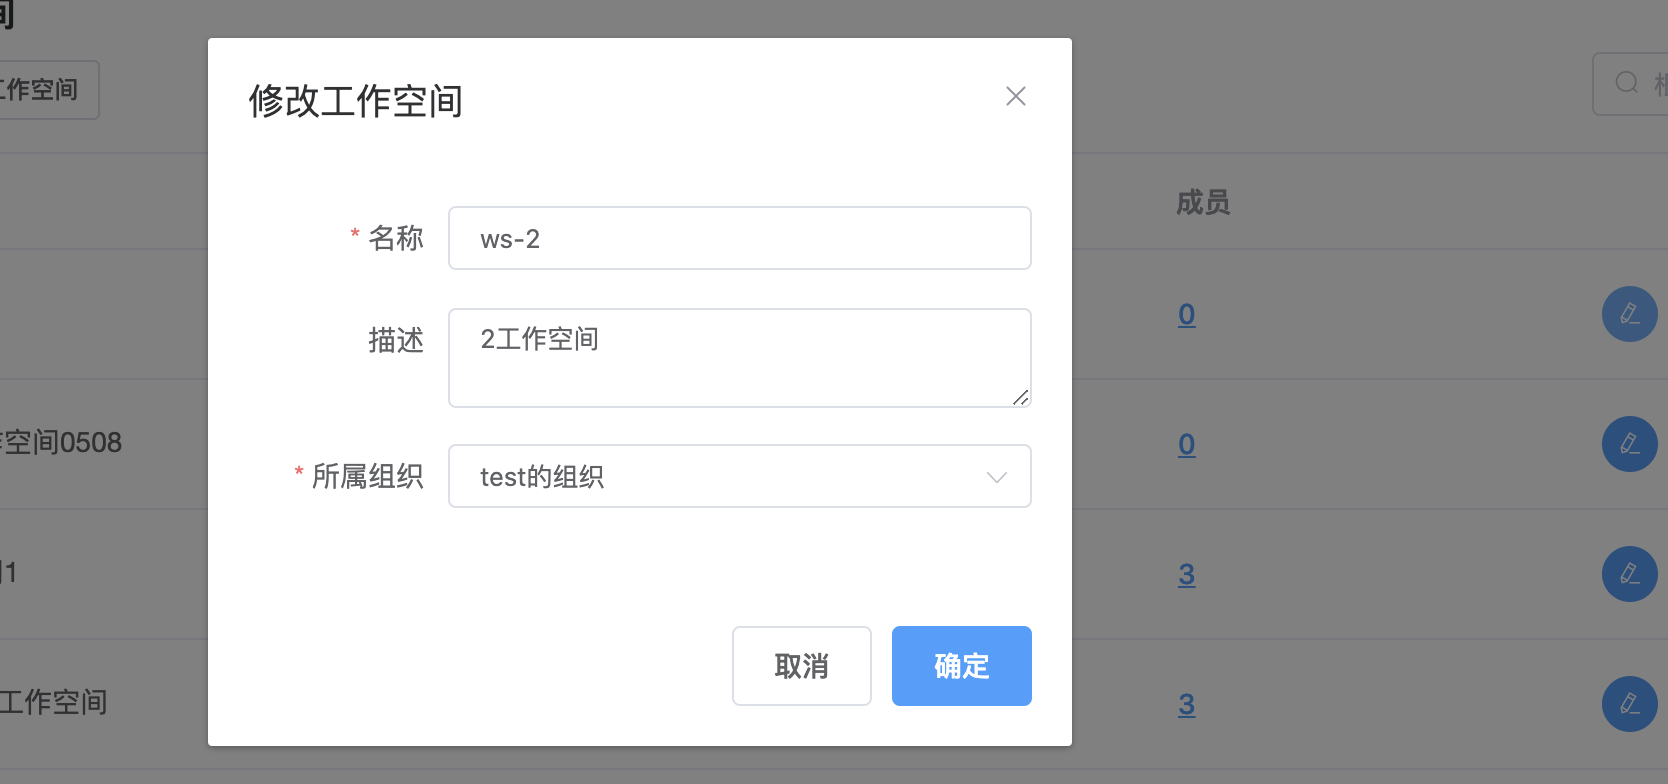 间
工作空间
修改工作空间
* 名称
ws-2
成员
描述
2工作空间
0
空间0508
0
* 所属组织
test的组织
1
3
取消
确定
工作空间
3